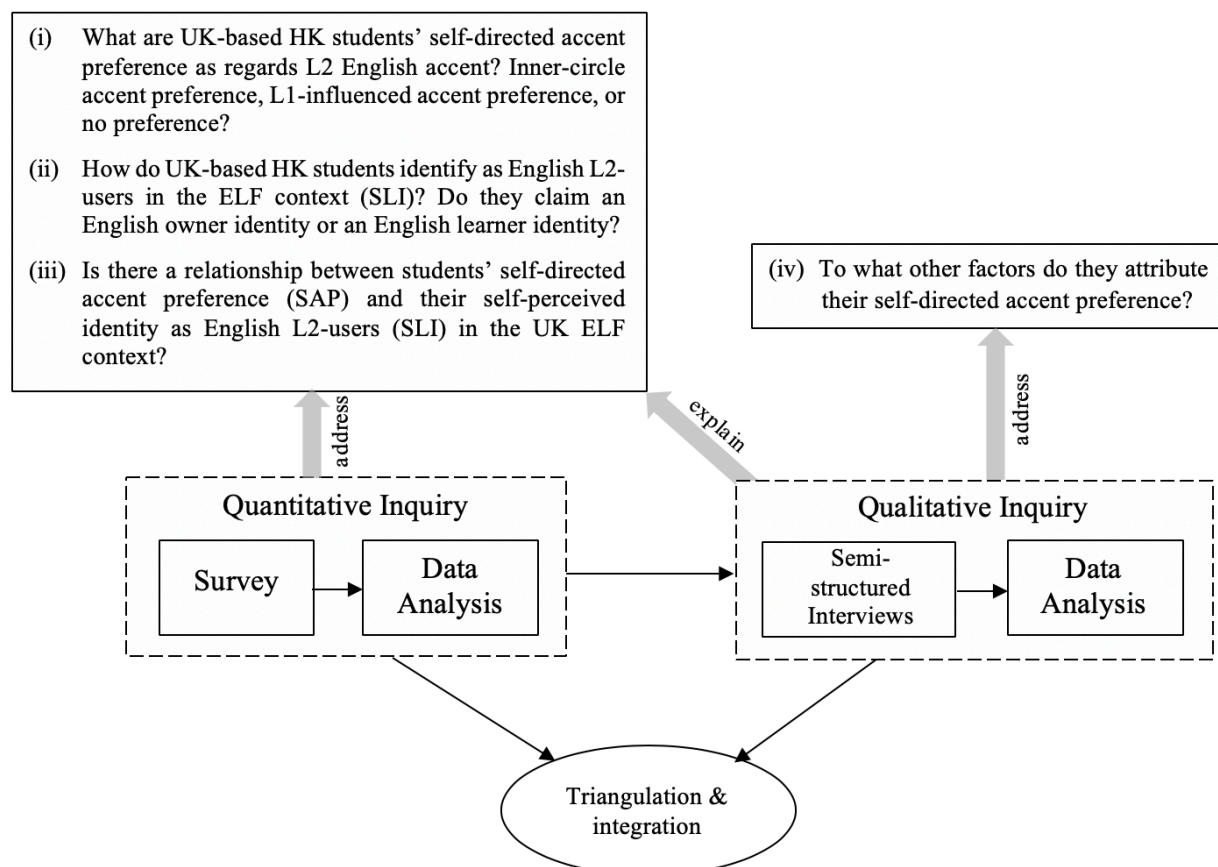 (i) What are UK-based HK students’ self-directed accent
preference as regards L2 English accent? Inner-circle
accent preference, L1-influenced accent preference, or
no preference?
(ii) How do UK-based HK students identify as English L2-
users in the ELF context (SLI)? Do they claim an
English owner identity or an English learner identity?
(iii) Is there a relationship between students’ self-directed
accent preference (SAP) and their self-perceived
identity as English L2-users (SLI) in the UK ELF
context?
(iv) To what other factors do they attribute
their self-directed accent preference?
address
explain
address
Quantitative Inquiry
Survey
Data
Analysis
Qualitative Inquiry
Semi-
structured
Interviews
Data
Analysis
Triangulation &
integration